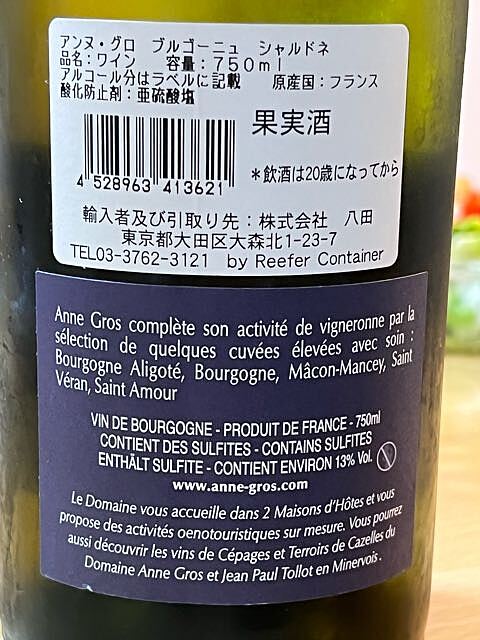 アンヌ・グロ　ブルゴーニュ　シャルドネ
品名：ワイン　容量：750ml
アルコール分はラベルに記載　原産国：フランス
酸化防止剤：亜硫酸塩
果実酒
4 528963 413621
＊飲酒は20歳になってから
輸入者及び引取り先：株式会社　八田
東京都大田区大森北1-23-7
TEL03-3762-3121　by Reefer Container
Anne Gros complète son activité de vigneronne par la
sélection de quelques cuvées élevées avec soin :
Bourgogne Aligoté, Bourgogne, Mâcon-Mancey, Saint
Véran, Saint Amour
VIN DE BOURGOGNE - PRODUIT DE FRANCE - 750ml
CONTIENT DES SULFITES - CONTAINS SULFITES
ENTHÄLT SULFITE - CONTIENT ENVIRON 13% Vol.
www.anne-gros.com
Le Domaine vous accueille dans 2 Maisons d'Hôtes et vous
propose des activités oenotouristiques sur mesure. Vous pourrez
aussi découvrir les vins de Cépages et Terroirs de Cazelles du
Domaine Anne Gros et Jean Paul Tollot en Minervois.